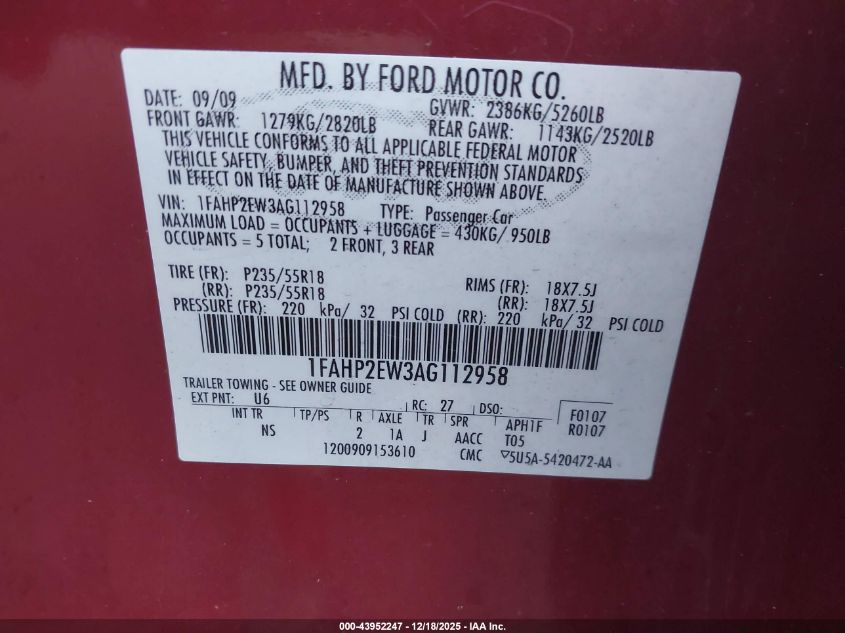 MFD. BY FORD MOTOR CO.
DATE: 09/09 GVWR: 2386KG/5260LB
FRONT GAWR: 1279KG/2820LB REAR GAWR: 1143KG/2520LB
THIS VEHICLE CONFORMS TO ALL APPLICABLE FEDERAL MOTOR
VEHICLE SAFETY, BUMPER, AND THEFT PREVENTION STANDARDS
IN EFFECT ON THE DATE OF MANUFACTURE SHOWN ABOVE.
VIN: 1FAHP2EW3AG112958 TYPE: Passenger Car
MAXIMUM LOAD = OCCUPANTS + LUGGAGE = 430KG/ 950LB
OCCUPANTS = 5 TOTAL; 2 FRONT, 3 REAR
TIRE (FR): P235/55R18 RIMS (FR): 18X7.5J
(RR): P235/55R18 (RR): 18X7.5J
PRESSURE (FR): 220 kPa/ 32 PSI COLD (RR): 220 kPa/ 32 PSI COLD
1FAHP2EW3AG112958
TRAILER TOWING - SEE OWNER GUIDE
EXT PNT: U6 RC: 27 DSO: F0107
INT TR TP/PS R AXLE TR SPR APH1F R0107
NS 2 1A J AACC T05
1200909153610 CMC ▽5U5A-5420472-AA
000-43952247 - 12/18/2025 - IAA Inc.